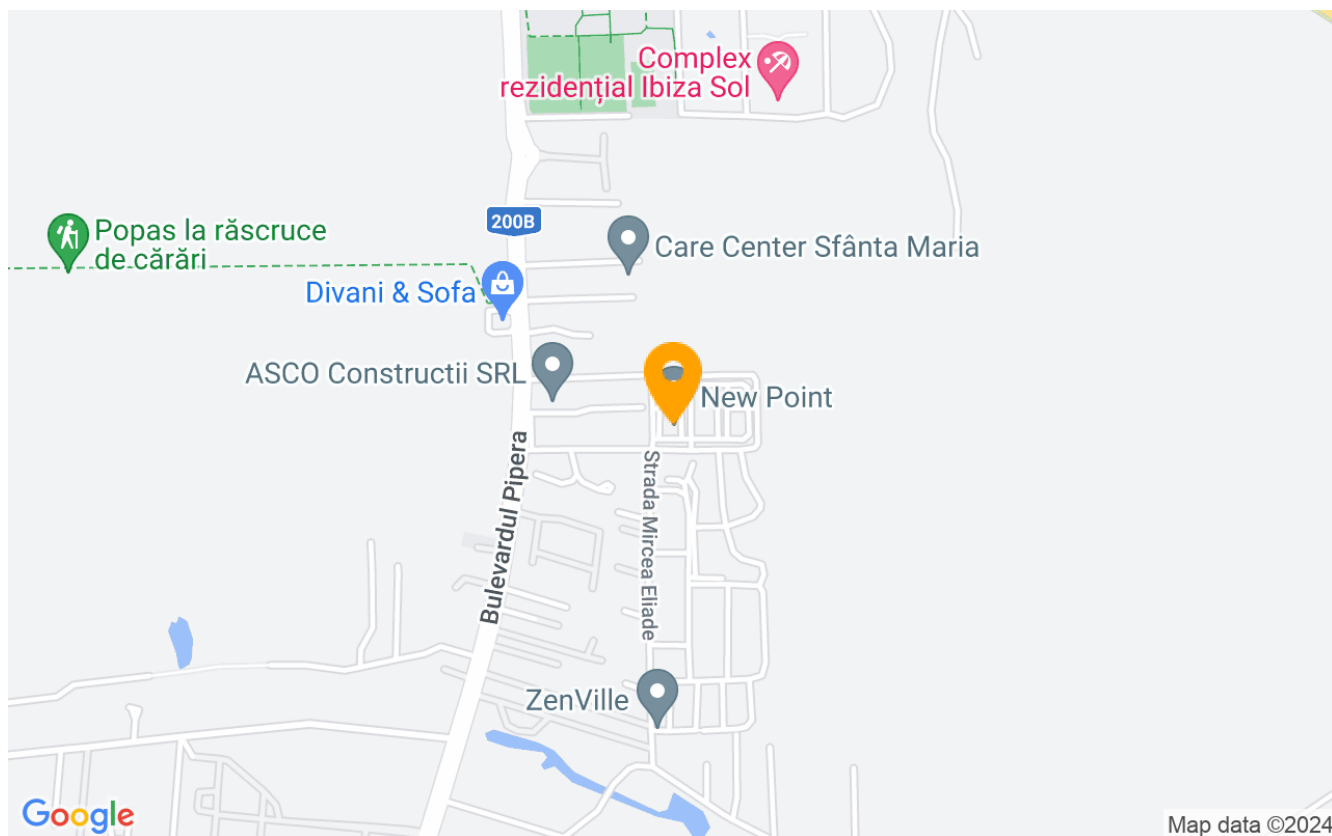 Complex
rezidențial Ibiza Sol
200B
Popas la răscruce
de cărări
Care Center Sfânta Maria
Divani & Sofa
ASCO Constructii SRL
New Point
Bulevardul Pipera
Strada Mircea Eliade
ZenVille
Google
Map data ©2024